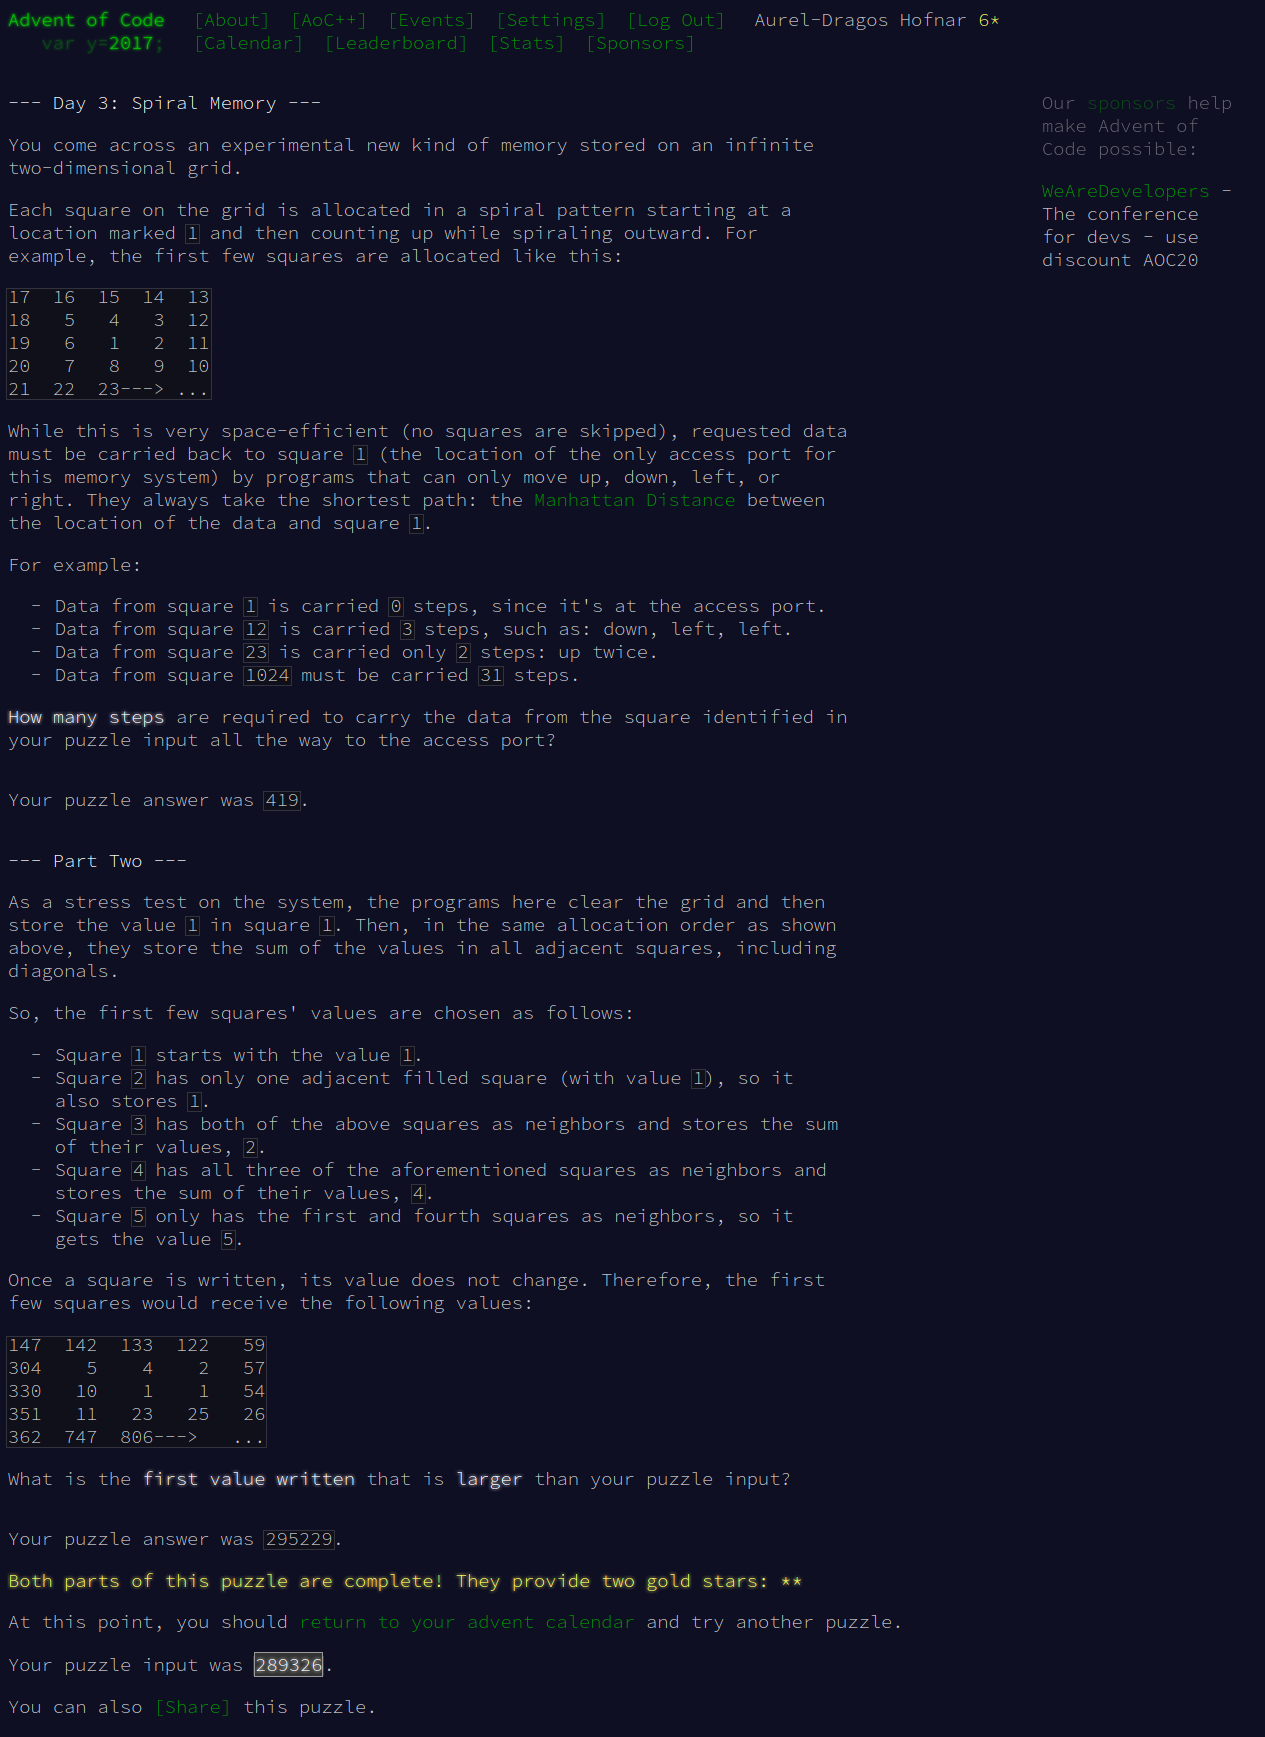 Advent of Code [About] [AoC++] [Events] [Settings] [Log Out] Aurel-Dragos Hofnar 6*
var y=2017; [Calendar] [Leaderboard] [Stats] [Sponsors]
--- Day 3: Spiral Memory ---
You come across an experimental new kind of memory stored on an infinite
two-dimensional grid.
Each square on the grid is allocated in a spiral pattern starting at a
location marked 1 and then counting up while spiraling outward. For
example, the first few squares are allocated like this:
17 16 15 14 13
18 5 4 3 12
19 6 1 2 11
20 7 8 9 10
21 22 23---> ...
While this is very space-efficient (no squares are skipped), requested data
must be carried back to square 1 (the location of the only access port for
this memory system) by programs that can only move up, down, left, or
right. They always take the shortest path: the Manhattan Distance between
the location of the data and square 1.
For example:
- Data from square 1 is carried 0 steps, since it's at the access port.
- Data from square 12 is carried 3 steps, such as: down, left, left.
- Data from square 23 is carried only 2 steps: up twice.
- Data from square 1024 must be carried 31 steps.
How many steps are required to carry the data from the square identified in
your puzzle input all the way to the access port?
Your puzzle answer was 419.
--- Part Two ---
As a stress test on the system, the programs here clear the grid and then
store the value 1 in square 1. Then, in the same allocation order as shown
above, they store the sum of the values in all adjacent squares, including
diagonals.
So, the first few squares' values are chosen as follows:
- Square 1 starts with the value 1.
- Square 2 has only one adjacent filled square (with value 1), so it
also stores 1.
- Square 3 has both of the above squares as neighbors and stores the sum
of their values, 2.
- Square 4 has all three of the aforementioned squares as neighbors and
stores the sum of their values, 4.
- Square 5 only has the first and fourth squares as neighbors, so it
gets the value 5.
Once a square is written, its value does not change. Therefore, the first
few squares would receive the following values:
147 142 133 122 59
304 5 4 2 57
330 10 1 1 54
351 11 23 25 26
362 747 806---> ...
What is the first value written that is larger than your puzzle input?
Your puzzle answer was 295229.
Both parts of this puzzle are complete! They provide two gold stars: **
At this point, you should return to your advent calendar and try another puzzle.
Your puzzle input was 289326.
You can also [Share] this puzzle.
Our sponsors help
make Advent of
Code possible:
WeAreDevelopers -
The conference
for devs - use
discount AOC20